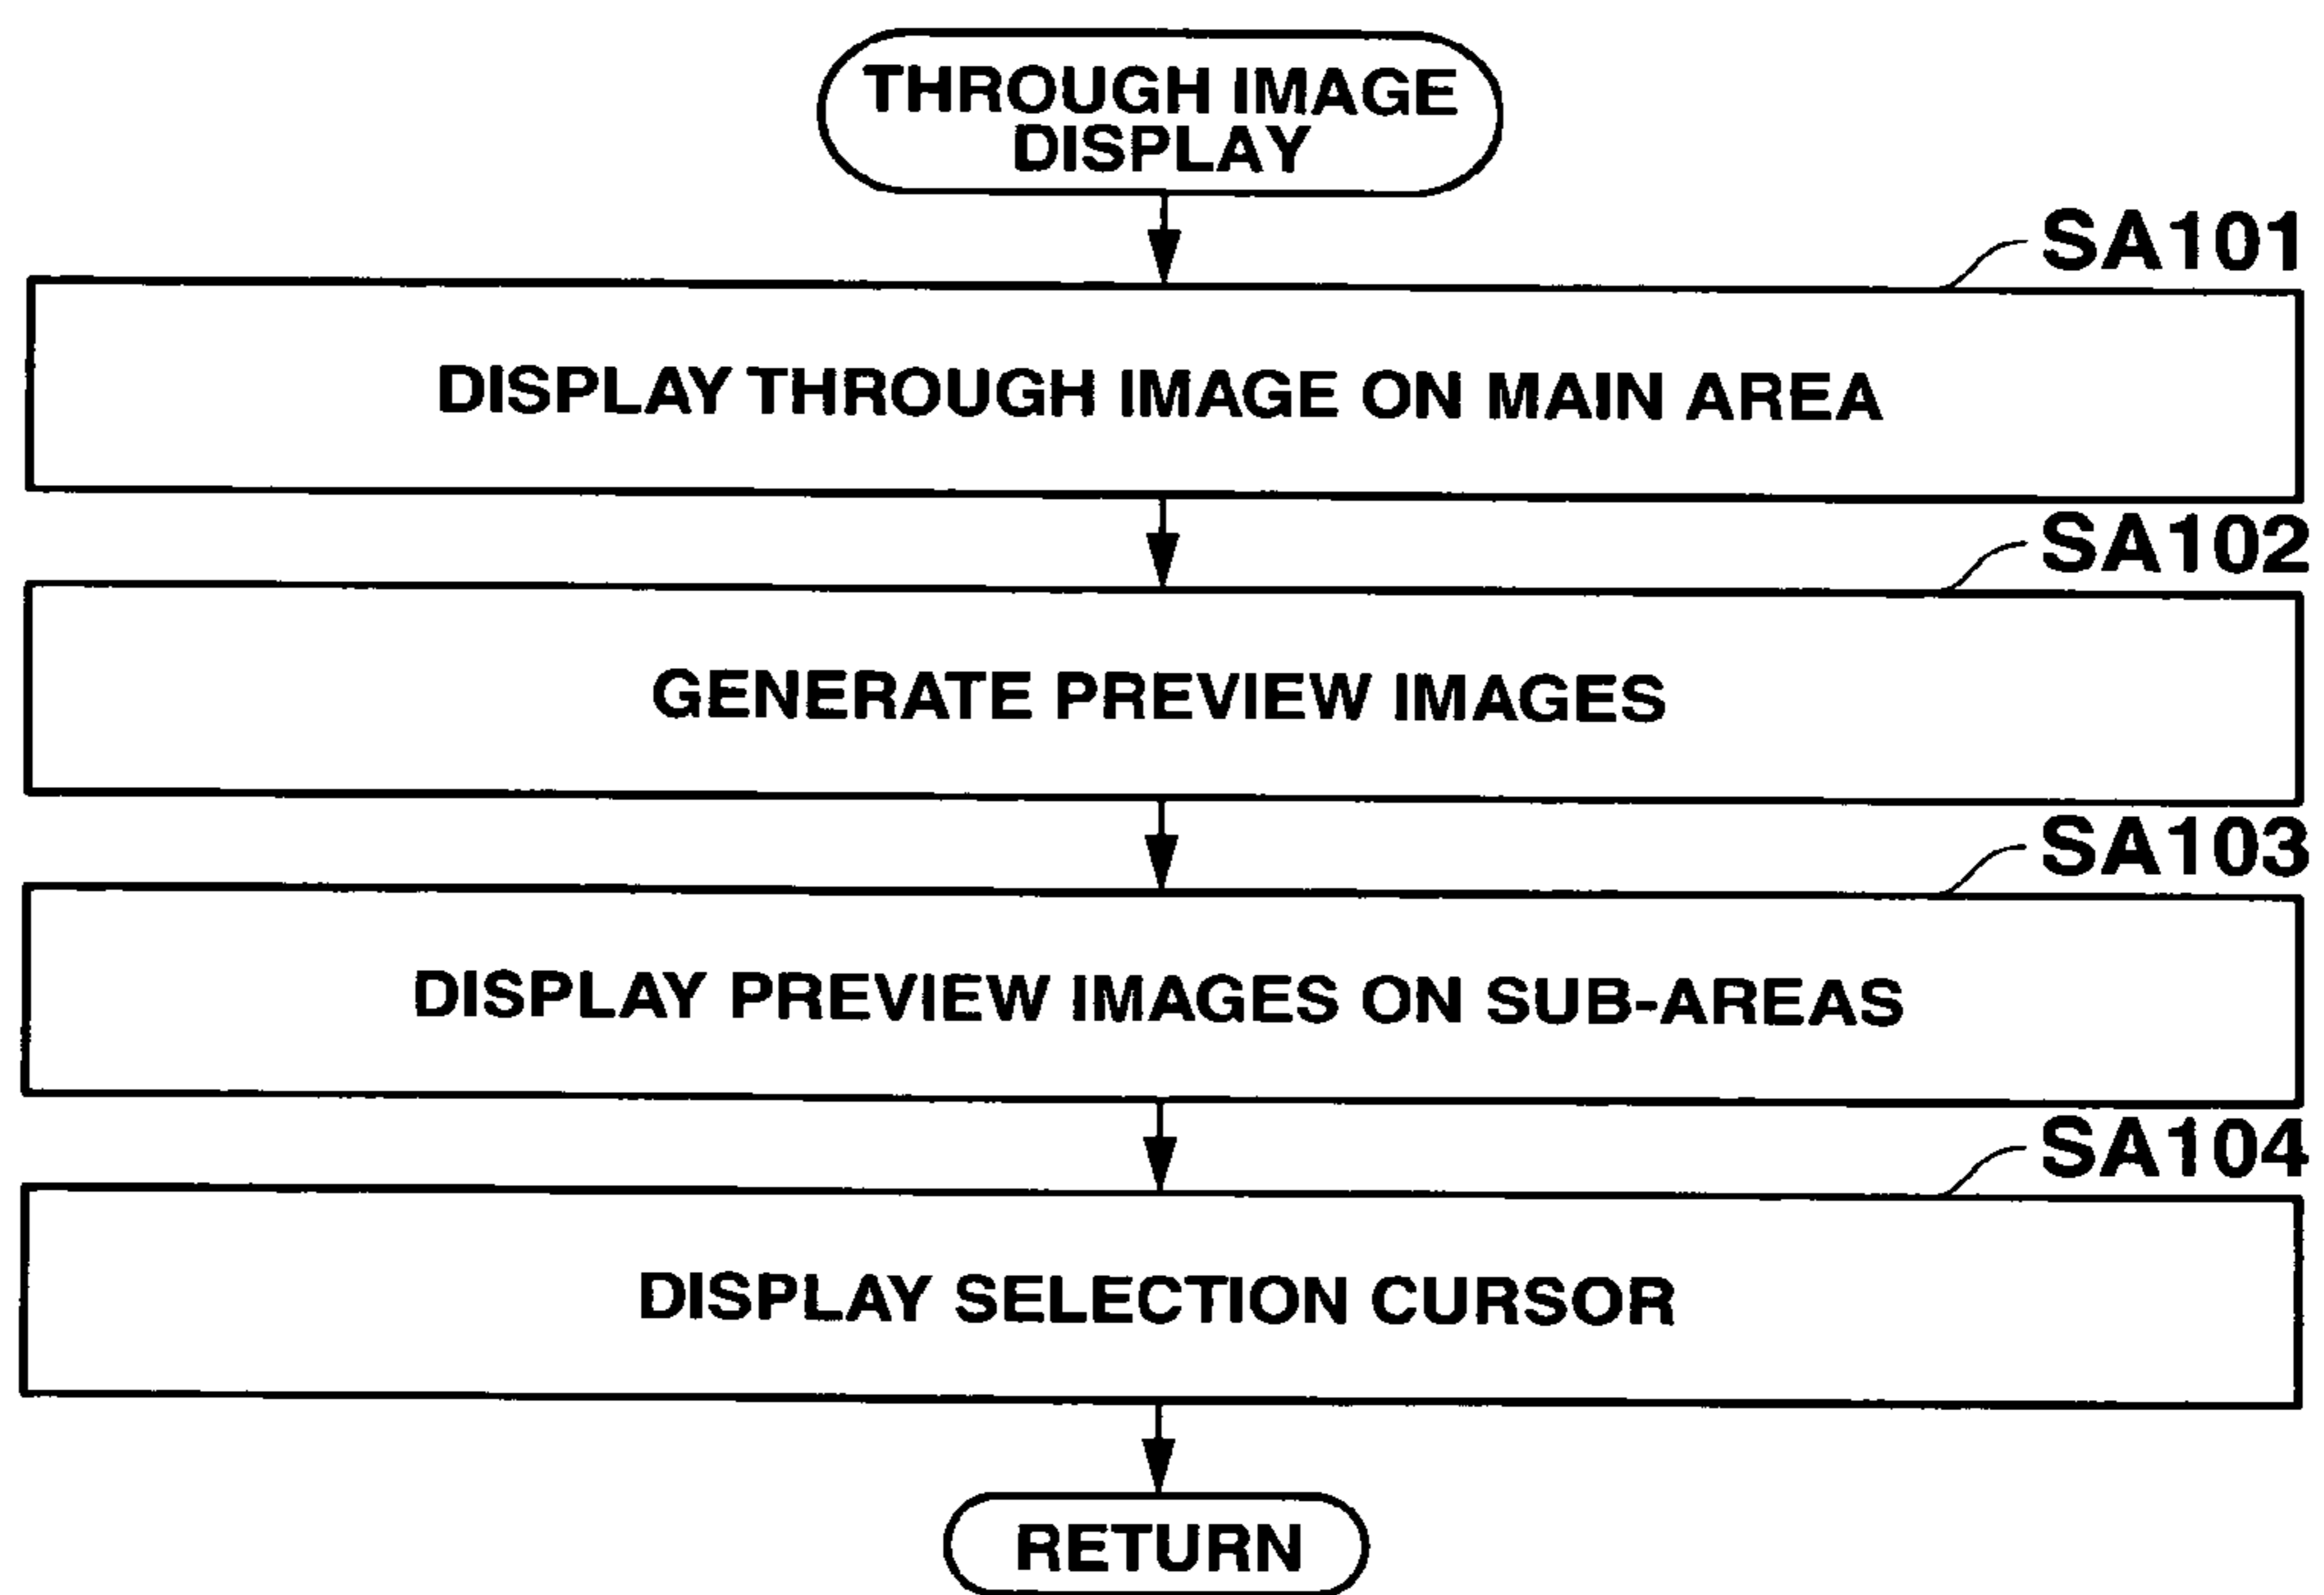 THROUGH IMAGE
DISPLAY
SA101
DISPLAY THROUGH IMAGE ON MAIN AREA
SA102
GENERATE PREVIEW IMAGES
SA103
DISPLAY PREVIEW IMAGES ON SUB-AREAS
SA104
DISPLAY SELECTION CURSOR
RETURN